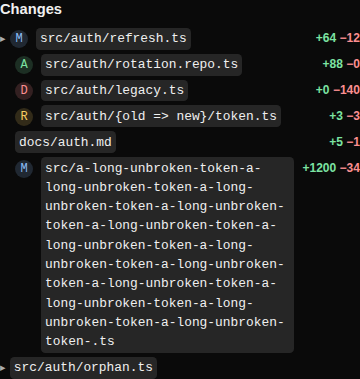 Changes
▸ M src/auth/refresh.ts +64 −12
A src/auth/rotation.repo.ts +88 −0
D src/auth/legacy.ts +0 −140
R src/auth/{old => new}/token.ts +3 −3
docs/auth.md +5 −1
M src/a-long-unbroken-token-a- +1200 −34
long-unbroken-token-a-long-
unbroken-token-a-long-unbroken-
token-a-long-unbroken-token-a-
long-unbroken-token-a-long-
unbroken-token-a-long-unbroken-
token-a-long-unbroken-token-a-
long-unbroken-token-a-long-
unbroken-token-a-long-unbroken-
token-.ts
▸ src/auth/orphan.ts